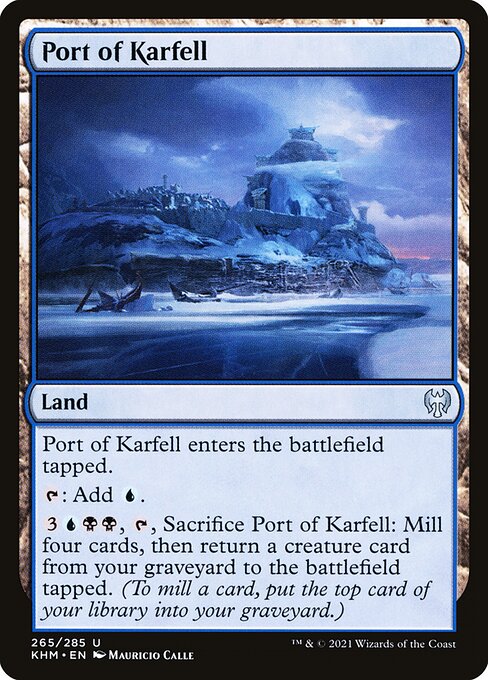 Port of Karfell
Land
Port of Karfell enters the battlefield
tapped.
: Add .
3, , Sacrifice Port of Karfell: Mill
four cards, then return a creature card
from your graveyard to the battlefield
tapped. (To mill a card, put the top card of
your library into your graveyard.)
265/285 U
KHM • EN Mauricio Calle
™ & © 2021 Wizards of the Coast